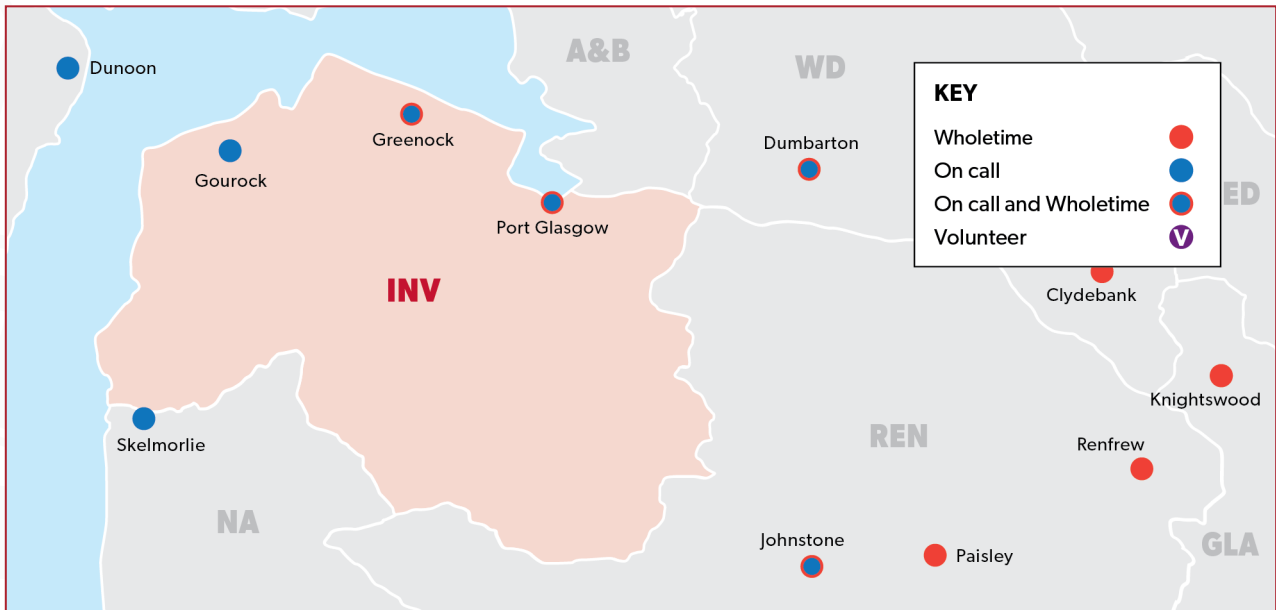 A&B
WD
Dunoon
KEY
Wholetime
On call
On call and Wholetime
Volunteer
V
Greenock
Dumbarton
Gourock
ED
Port Glasgow
INV
Clydebank
Knightswood
Skelmorlie
REN
Renfrew
NA
Johnstone
Paisley
GLA